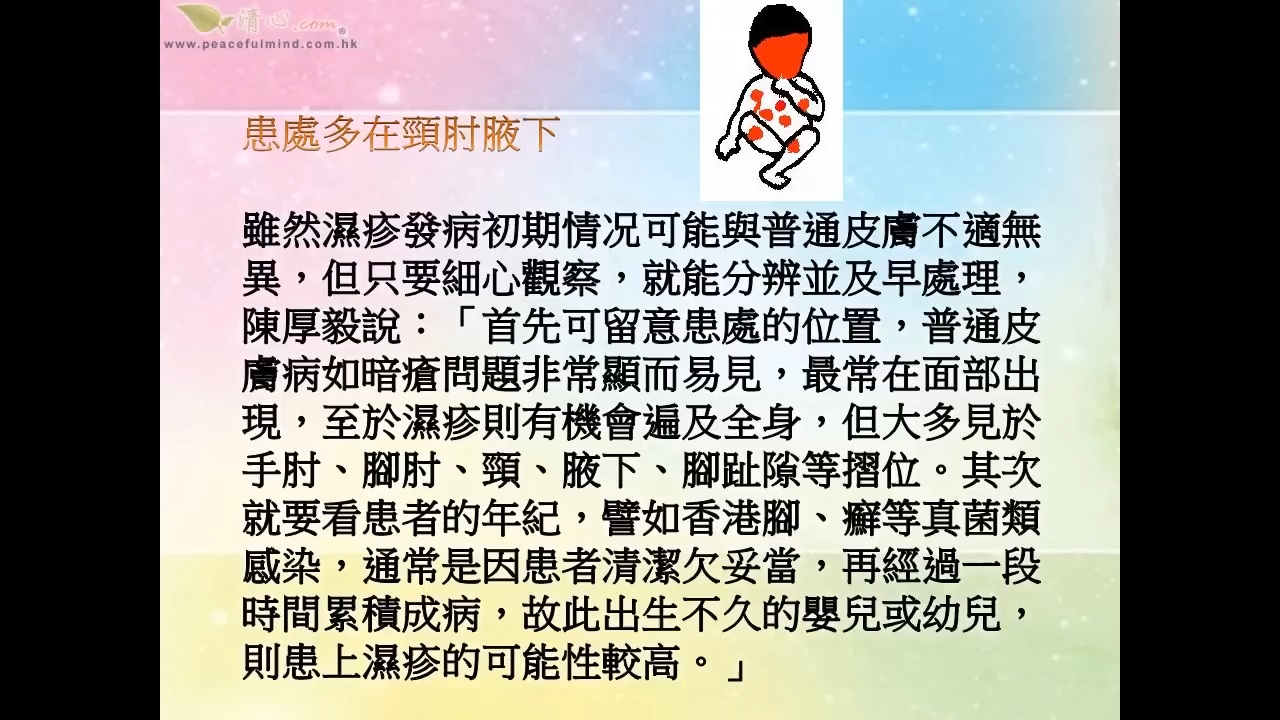 清心.com®
www.peacefulmind.com.hk
患處多在頸肘腋下
雖然濕疹發病初期情況可能與普通皮膚不適無
異，但只要細心觀察，就能分辨並及早處理，
陳厚毅說：「首先可留意患處的位置，普通皮
膚病如暗瘡問題非常顯而易見，最常在面部出
現，至於濕疹則有機會遍及全身，但大多見於
手肘、腳肘、頸、腋下、腳趾隙等摺位。其次
就要看患者的年紀，譬如香港腳、癬等真菌類
感染，通常是因患者清潔欠妥當，再經過一段
時間累積成病，故此出生不久的嬰兒或幼兒，
則患上濕疹的可能性較高。」